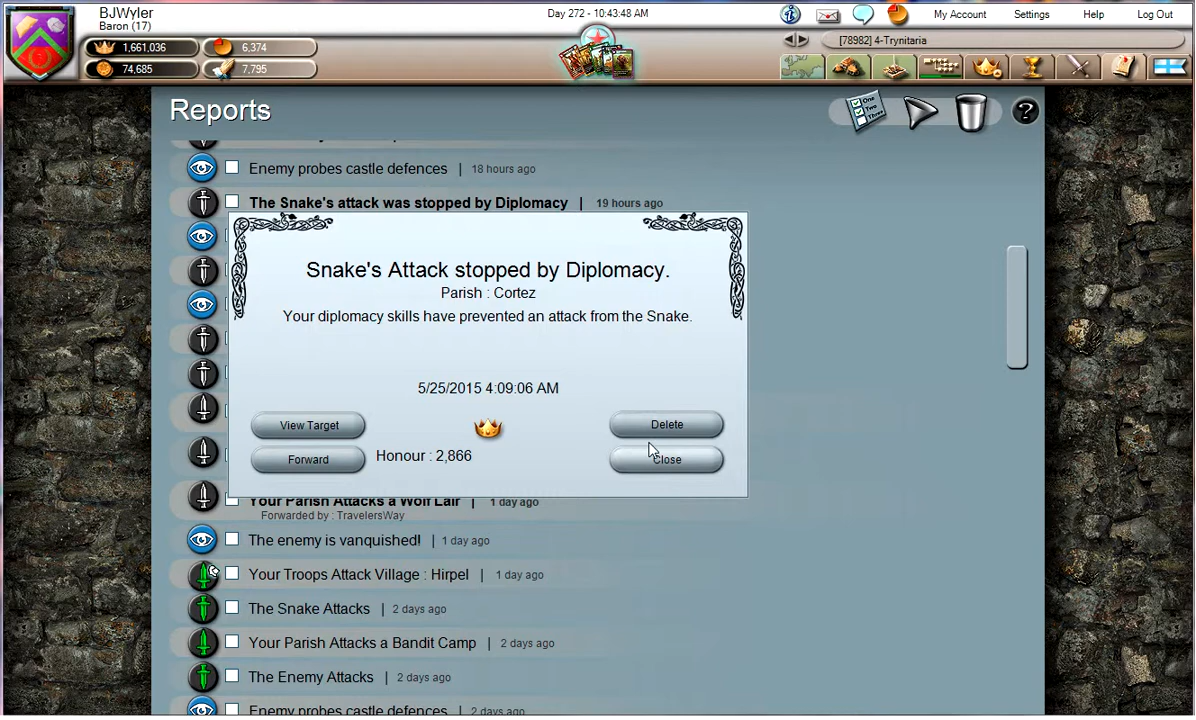 BJWyler
Baron (17)
1,661,036
6,374
74,685
7,795
Day 272 - 10:43:48 AM
My Account
Settings
Help
Log Out
[78982] 4-Trynitaria
Reports
One
Two
Three
?
Enemy probes castle defences | 18 hours ago
The Snake's attack was stopped by Diplomacy | 19 hours ago
Snake's Attack stopped by Diplomacy.
Parish : Cortez
Your diplomacy skills have prevented an attack from the Snake.
5/25/2015 4:09:06 AM
View Target
Delete
Forward
Honour : 2,866
Close
Your Parish Attacks a Wolf Lair | 1 day ago
Forwarded by : TravelersWay
The enemy is vanquished! | 1 day ago
Your Troops Attack Village : Hirpel | 1 day ago
The Snake Attacks | 2 days ago
Your Parish Attacks a Bandit Camp | 2 days ago
The Enemy Attacks | 2 days ago
Enemy probes castle defences | 2 days ago